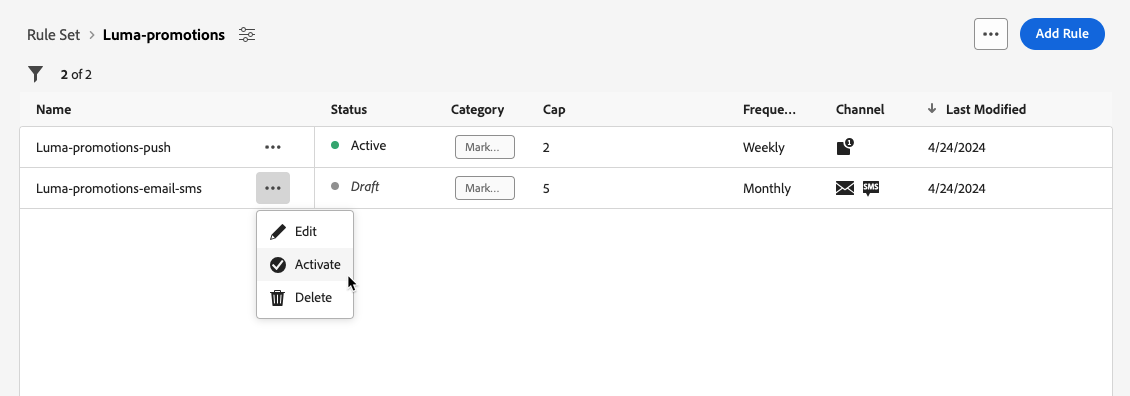 Rule Set > Luma-promotions
Add Rule
2 of 2
Name Status Category Cap Freque... Channel Last Modified
Luma-promotions-push Active Mark... 2 Weekly 1 4/24/2024
Luma-promotions-email-sms Draft Mark... 5 Monthly SMS 4/24/2024
Edit
Activate
Delete